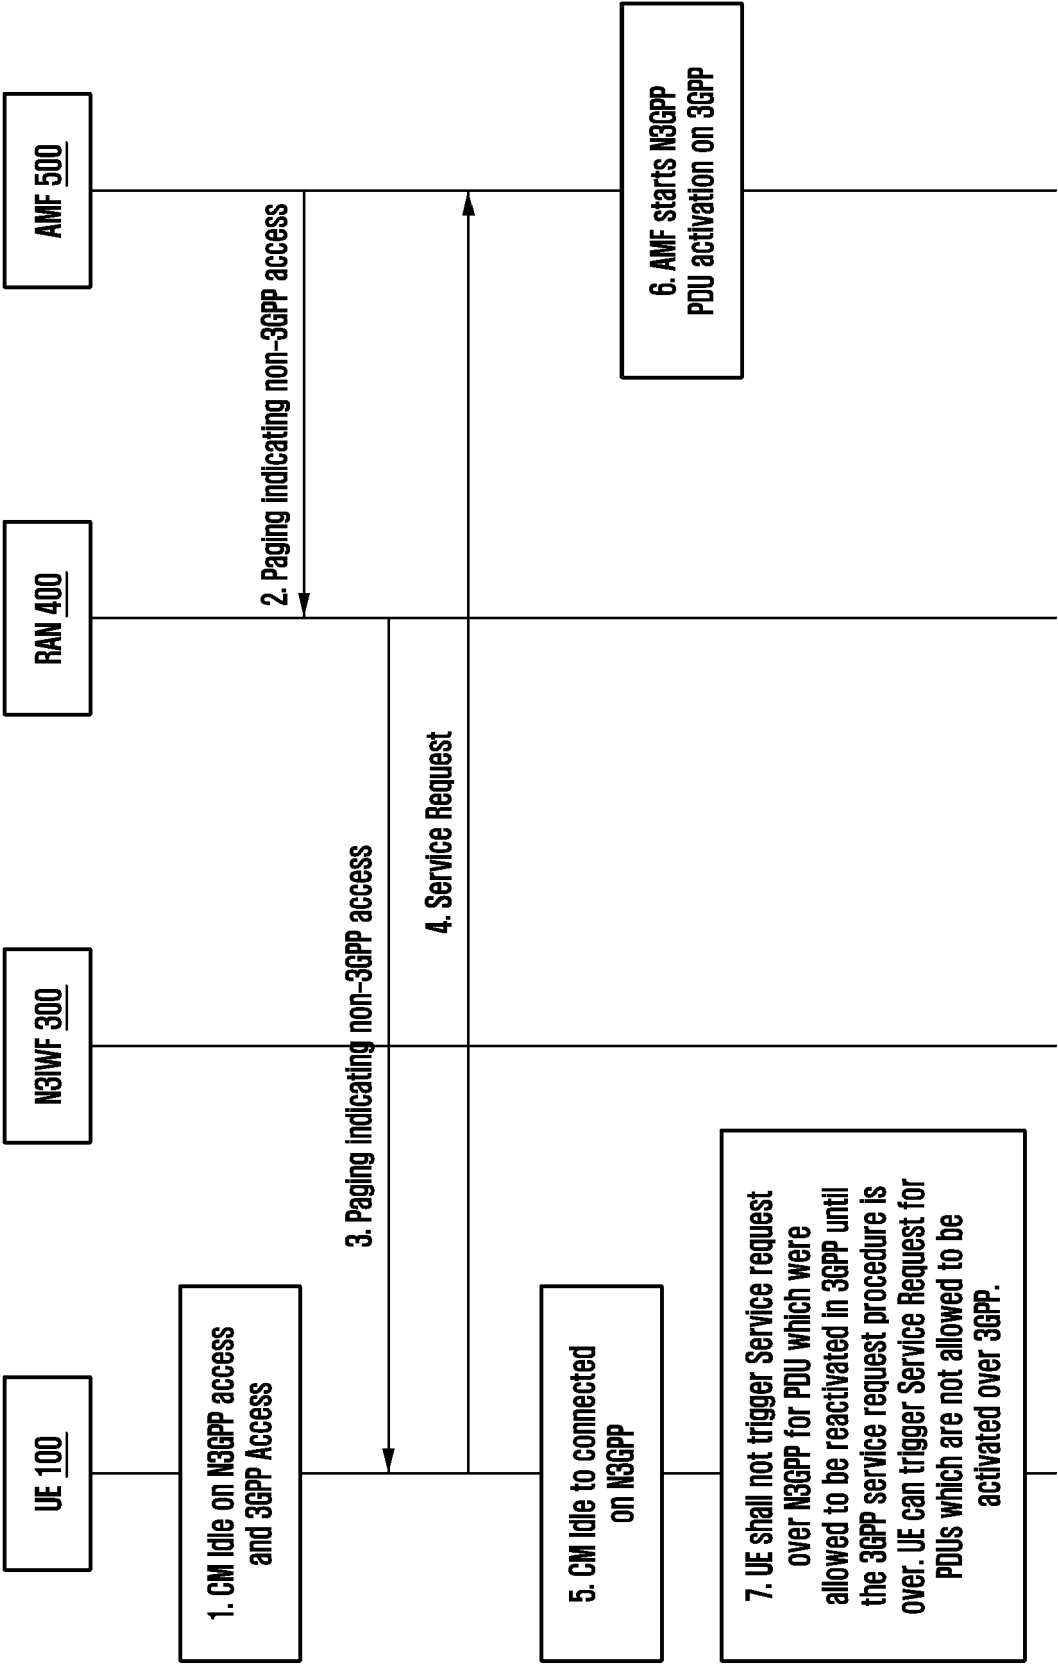 UE 100
N3IWF 300
RAN 400
AMF 500
1. CM Idle on N3GPP access
and 3GPP Access
2. Paging indicating non-3GPP access
3. Paging indicating non-3GPP access
4. Service Request
5. CM Idle to connected
on N3GPP
6. AMF starts N3GPP
PDU activation on 3GPP
7. UE shall not trigger Service request
over N3GPP for PDU which were
allowed to be reactivated in 3GPP until
the 3GPP service request procedure is
over. UE can trigger Service Request for
PDUs which are not allowed to be
activated over 3GPP.